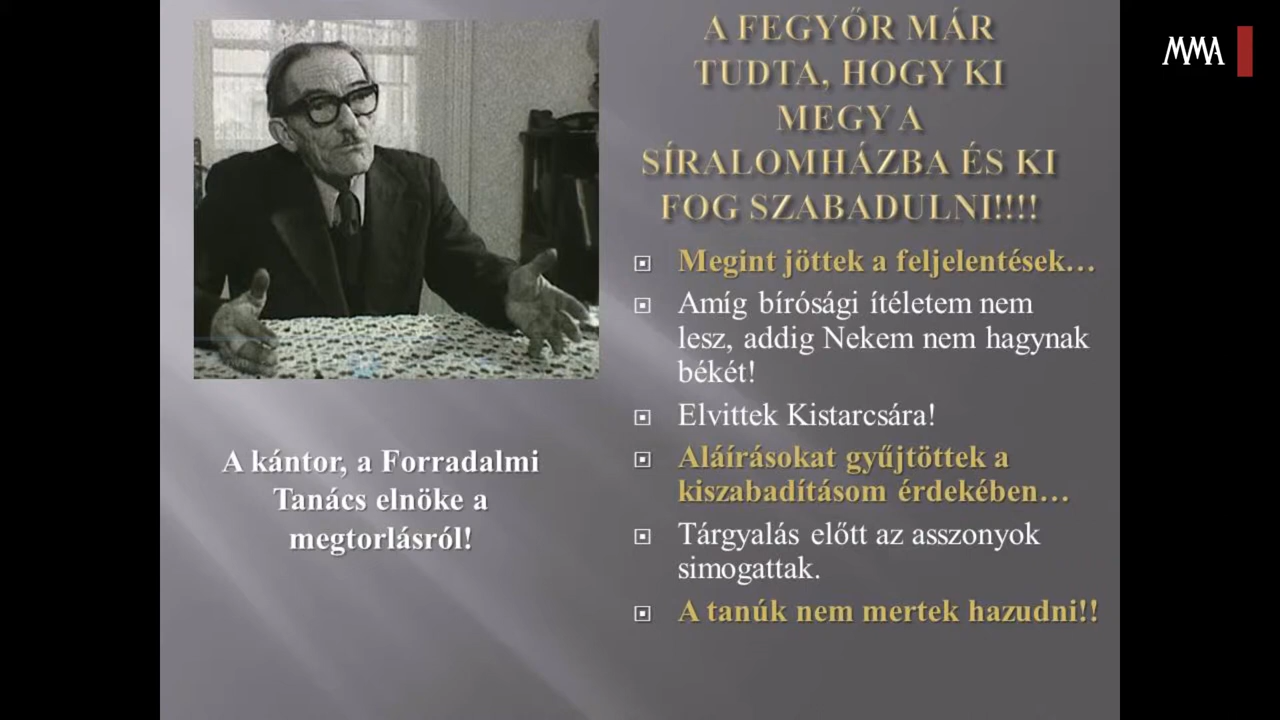 A FEGYŐR MÁR
TUDTA, HOGY KI
MEGY A
SÍRALOMHÁZBA ÉS KI
FOG SZABADULNI!!!!
MMA
Megint jöttek a feljelentések…
Amíg bírósági ítéletem nem
lesz, addig Nekem nem hagynak
békét!
Elvittek Kistarcsára!
Aláírásokat gyűjtöttek a
kiszabadításom érdekében…
Tárgyalás előtt az asszonyok
simogattak.
A tanúk nem mertek hazudni!!
A kántor, a Forradalmi
Tanács elnöke a
megtorlásról!